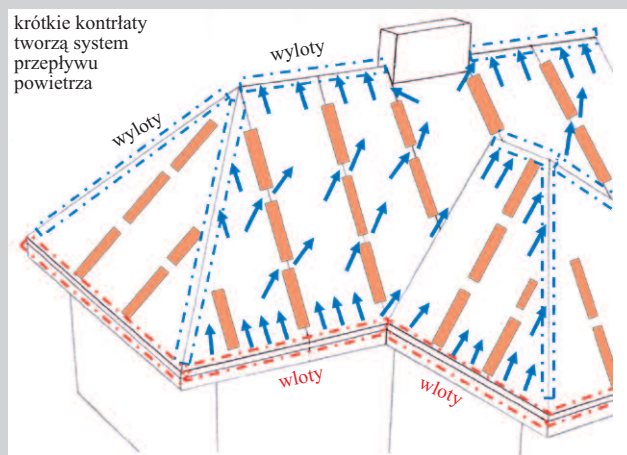 krótkie kontrłaty
tworzą system
przepływu
powietrza
wyloty
wyloty
wloty
wloty